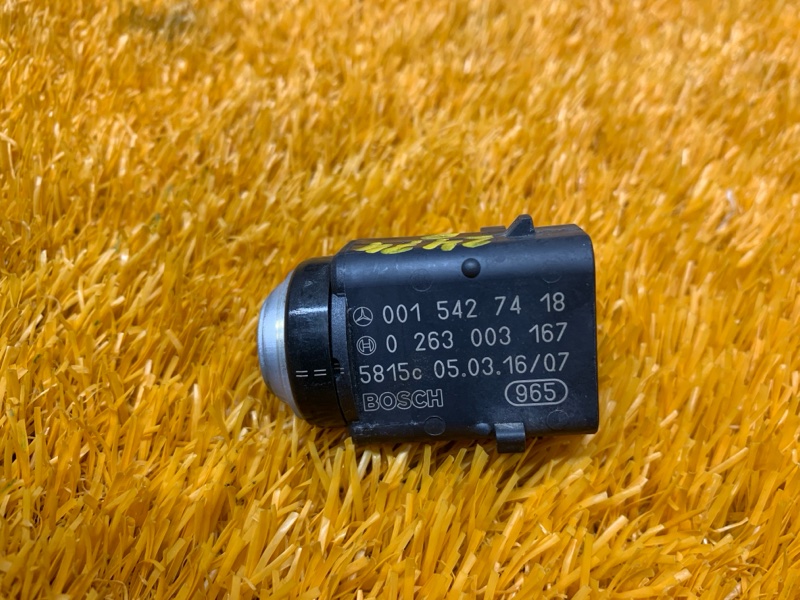 001 542 74 18
0 263 003 167
5815c 05.03.16/07
BOSCH 965